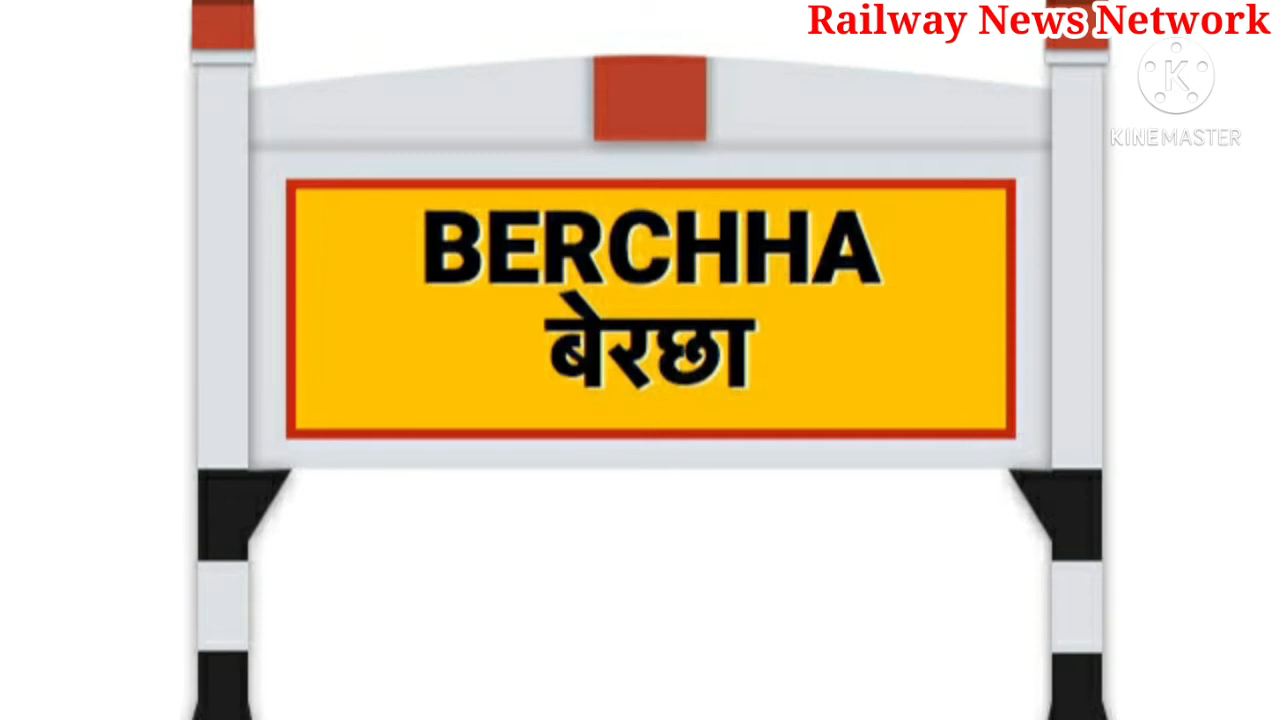 Railway News Network
K
KINEMASTER
BERCHHA
बेरछा